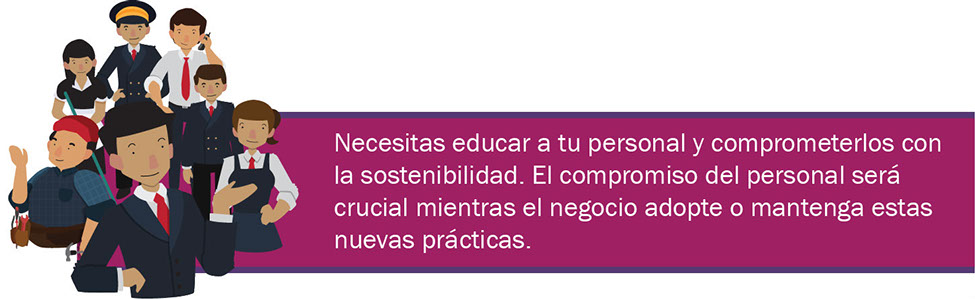 Necesitas educar a tu personal y comprometerlos con
la sostenibilidad. El compromiso del personal será
crucial mientras el negocio adopte o mantenga estas
nuevas prácticas.